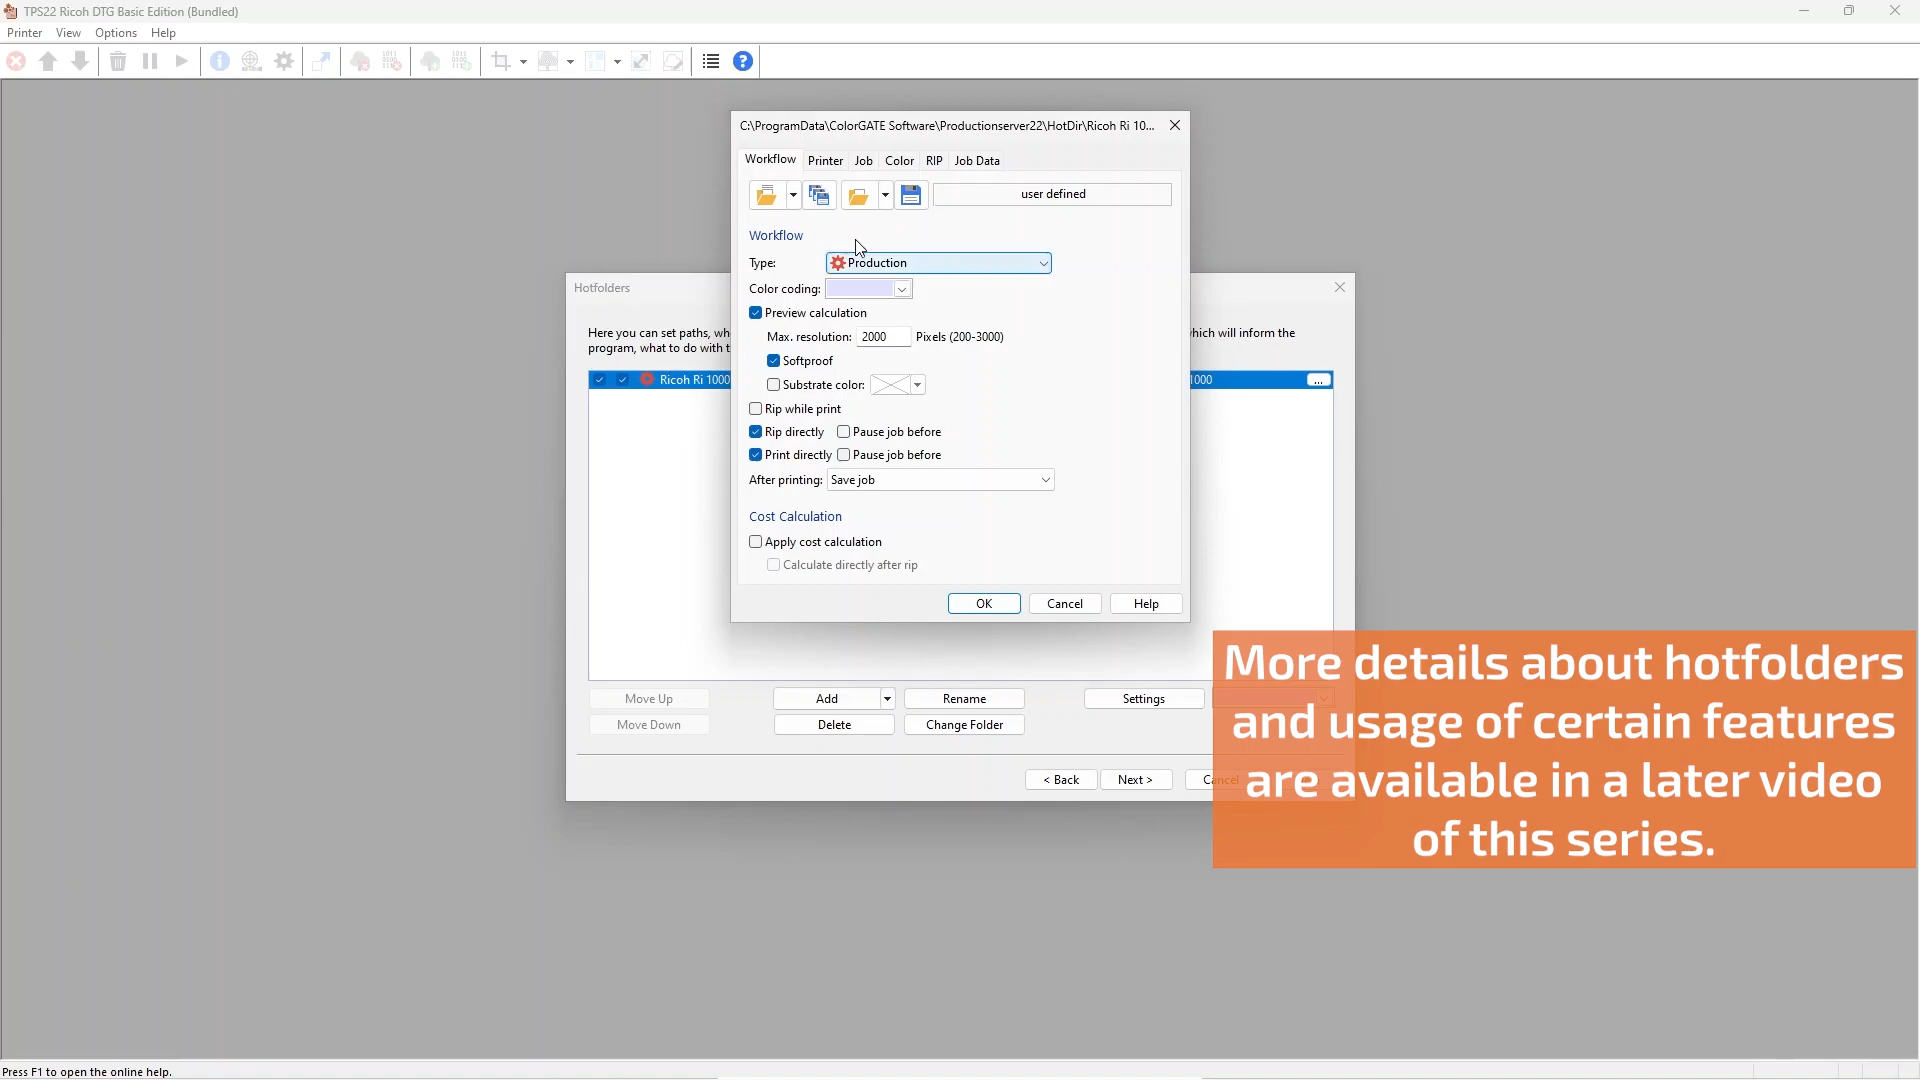 TPS22 Ricoh DTG Basic Edition (Bundled)
Printer View Options Help
C:\ProgramData\ColorGATE Software\Productionserver22\HotDir\Ricoh Ri 10...
Workflow Printer Job Color RIP Job Data
user defined
Workflow
Type: Production
Color coding:
Preview calculation
Max. resolution: 2000 Pixels (200-3000)
Softproof
Substrate color:
Rip while print
Rip directly Pause job before
Print directly Pause job before
After printing: Save job
Cost Calculation
Apply cost calculation
Calculate directly after rip
OK Cancel Help
Hotfolders
Here you can set paths, wh which will inform the
program, what to do with t
Ricoh Ri 1000 1000 ...
Move Up Add Rename Settings
Move Down Delete Change Folder
< Back Next > Cancel
More details about hotfolders
and usage of certain features
are available in a later video
of this series.
Press F1 to open the online help.